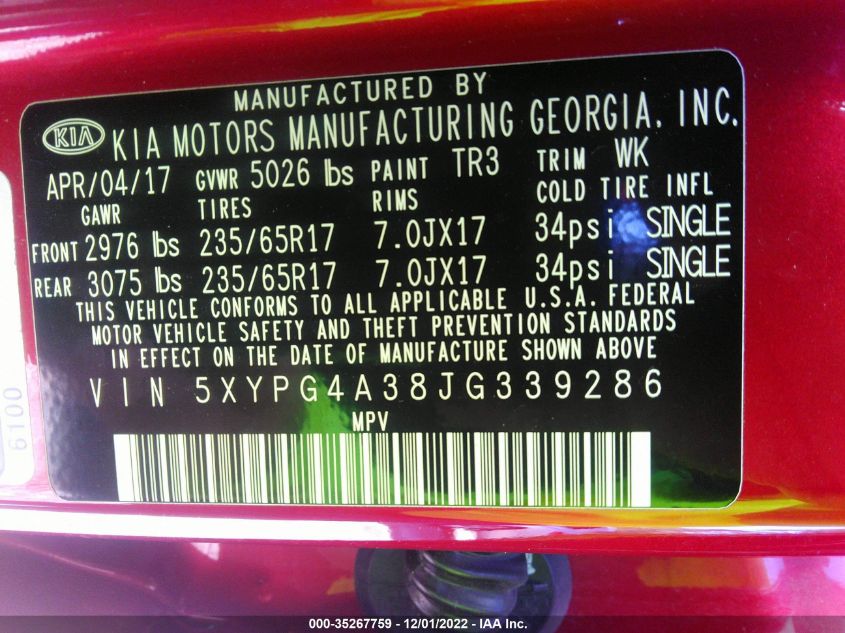 MANUFACTURED BY
KIA KIA MOTORS MANUFACTURING GEORGIA, INC.
APR/04/17 GVWR 5026 lbs PAINT TR3 TRIM WK
GAWR TIRES RIMS COLD TIRE INFL
FRONT 2976 lbs 235/65R17 7.0JX17 34psi SINGLE
REAR 3075 lbs 235/65R17 7.0JX17 34psi SINGLE
THIS VEHICLE CONFORMS TO ALL APPLICABLE U.S.A. FEDERAL
MOTOR VEHICLE SAFETY AND THEFT PREVENTION STANDARDS
IN EFFECT ON THE DATE OF MANUFACTURE SHOWN ABOVE
VIN 5XYPG4A38JG339286
MPV
6100
000-35267759 - 12/01/2022 - IAA Inc.